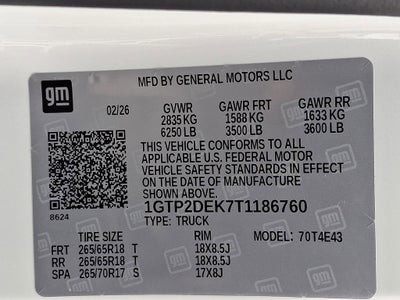 gm
MFD BY GENERAL MOTORS LLC
02/26 GVWR GAWR FRT GAWR RR
2835 KG 1588 KG 1633 KG
6250 LB 3500 LB 3600 LB
THIS VEHICLE CONFORMS TO ALL
APPLICABLE U.S. FEDERAL MOTOR
VEHICLE SAFETY STANDARDS IN EFFECT
ON THE DATE OF MANUFACTURE SHOWN ABOVE.
8624 1GTP2DEK7T1186760
TYPE: TRUCK MODEL: 70T4E43
TIRE SIZE RIM
FRT 265/65R18 T 18X8.5J
RR 265/65R18 T 18X8.5J
SPA 265/70R17 S 17X8J